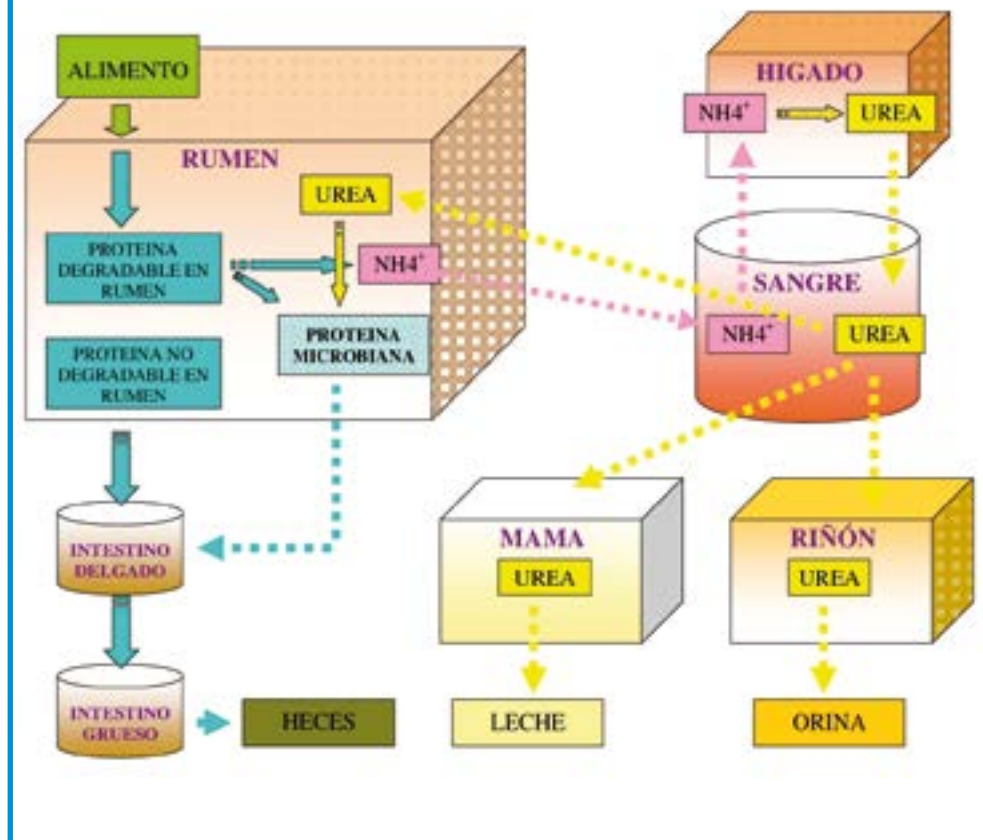 ALIMENTO
RUMEN
UREA
PROTEINA
DEGRADABLE EN
RUMEN
NH4+
PROTEINA
MICROBIANA
PROTEINA NO
DEGRADABLE EN
RUMEN
HIGADO
NH4+
UREA
SANGRE
NH4+
UREA
INTESTINO
DELGADO
MAMA
UREA
RIÑÓN
UREA
INTESTINO
GRUESO
HECES
LECHE
ORINA